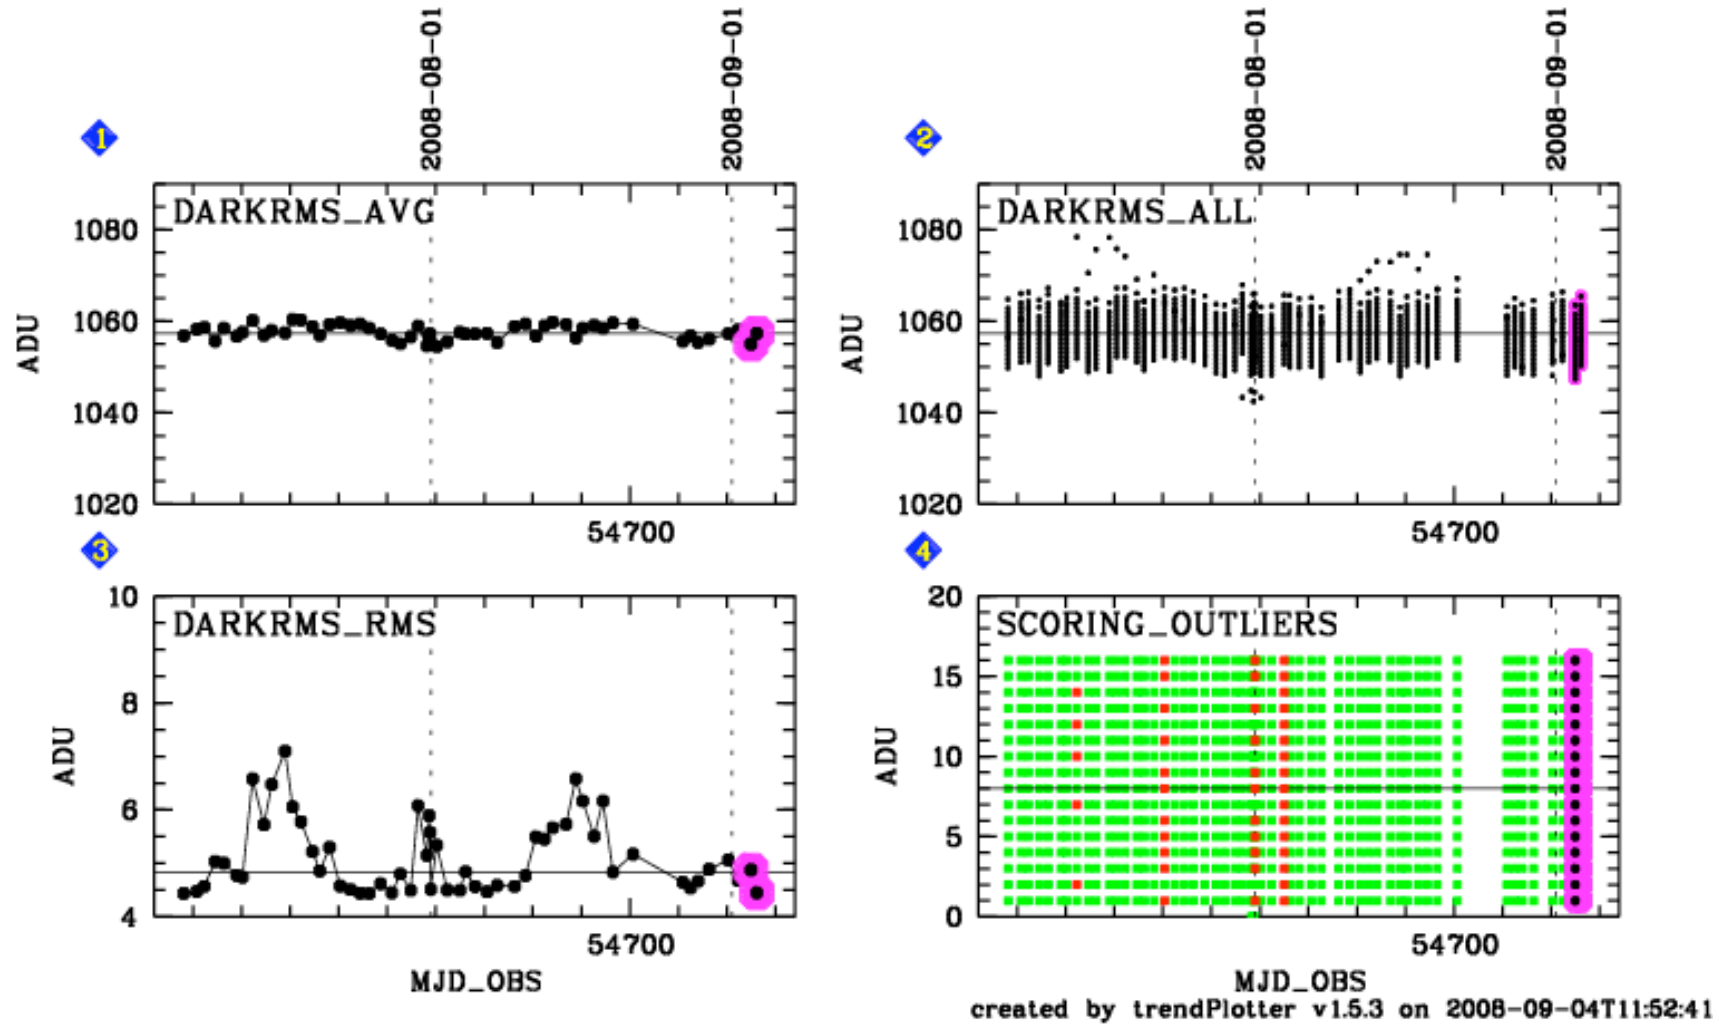 2008-08-01
2008-09-01
2008-08-01
2008-09-01
1
2
DARKRMS_AVG
DARKRMS_ALL
1080
1060
1040
1020
ADU
54700
1080
1060
1040
1020
ADU
54700
3
4
DARKRMS_RMS
SCORING_OUTLIERS
10
8
6
4
ADU
54700
MJD_OBS
20
15
10
5
0
ADU
54700
MJD_OBS
created by trendPlotter v1.5.3 on 2008-09-04T11:52:41